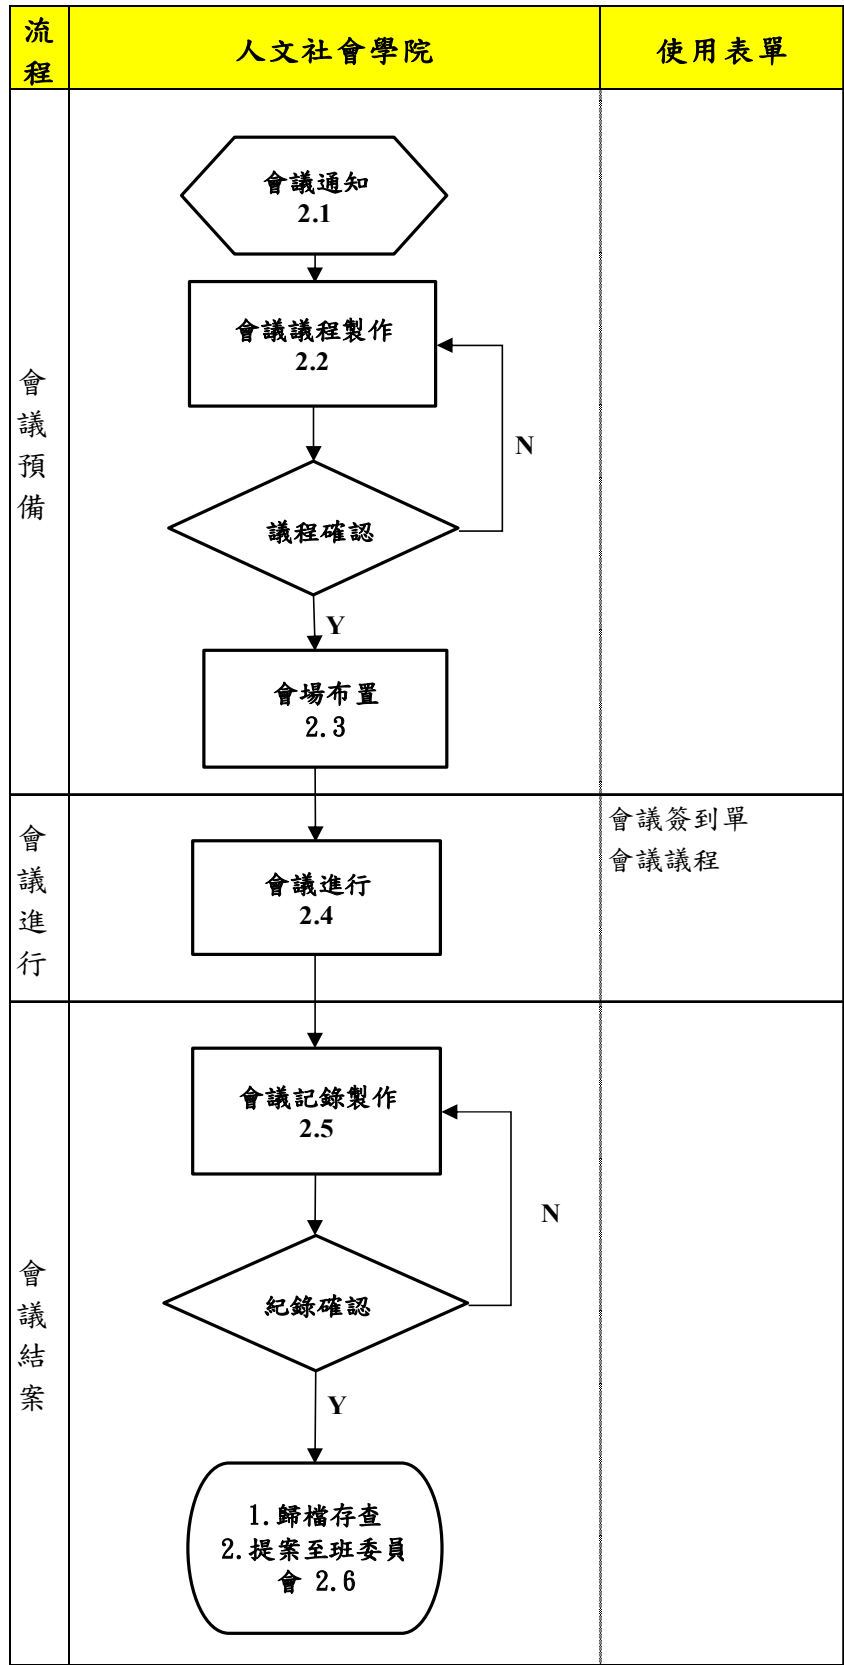 流程
人文社會學院
使用表單
會議預備
會議通知
2.1
會議議程製作
2.2
N
議程確認
Y
會場布置
2.3
會議進行
會議簽到單
會議議程
會議進行
2.4
會議結案
會議記錄製作
2.5
N
紀錄確認
Y
1.歸檔存查
2.提案至班委員
會 2.6